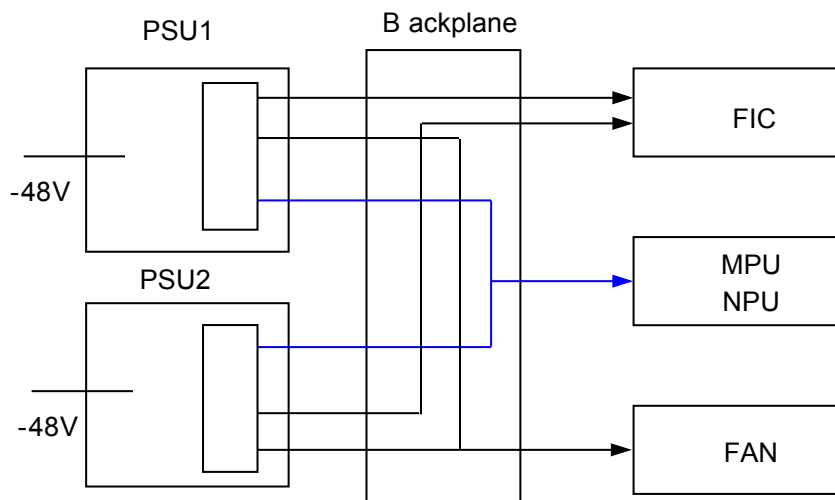 PSU1
B ackplane
FIC
-48V
MPU
NPU
PSU2
-48V
FAN